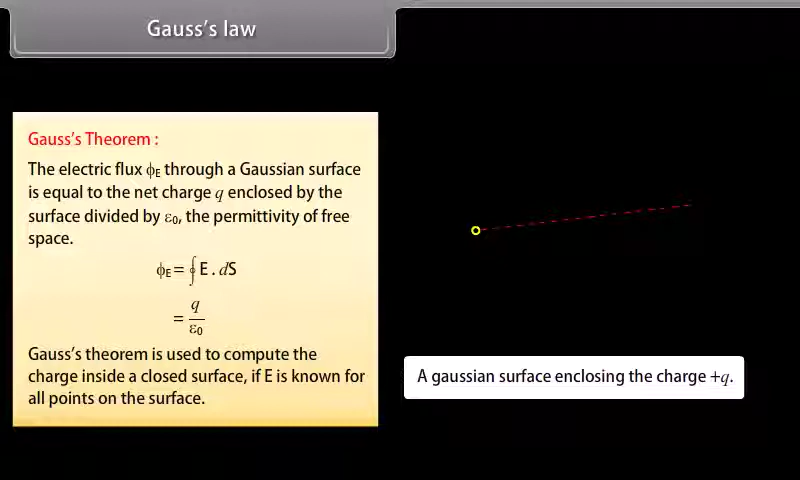 Gauss's law
Gauss's Theorem :
The electric flux ϕE through a Gaussian surface
is equal to the net charge q enclosed by the
surface divided by ε0, the permittivity of free
space.
ϕE = ∮ E . dS
= q/ε0
Gauss's theorem is used to compute the
charge inside a closed surface, if E is known for
all points on the surface.
A gaussian surface enclosing the charge +q.